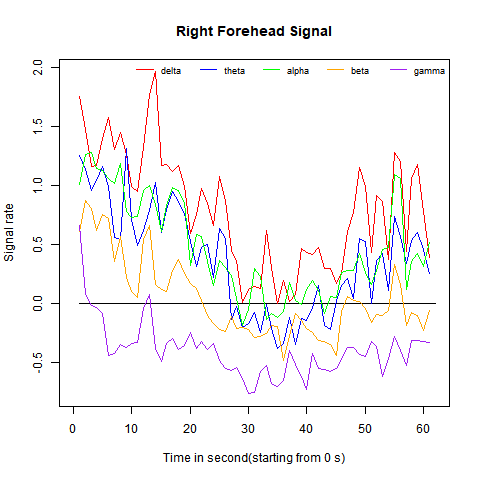 Right Forehead Signal
delta theta alpha beta gamma
2.0
1.5
1.0
0.5
0.0
-0.5
Signal rate
0 10 20 30 40 50 60
Time in second(starting from 0 s)